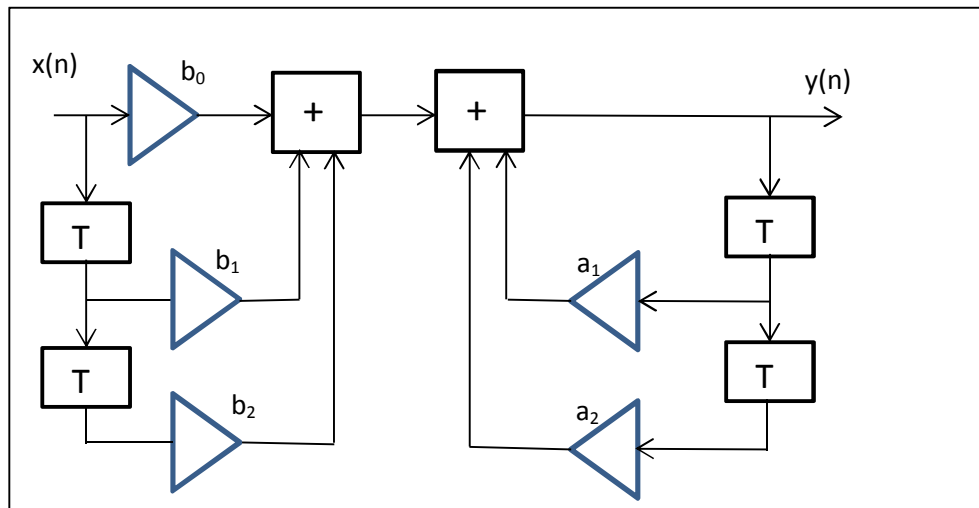 x(n) b₀ y(n)
+ +
T T
b₁ a₁
T T
b₂ a₂